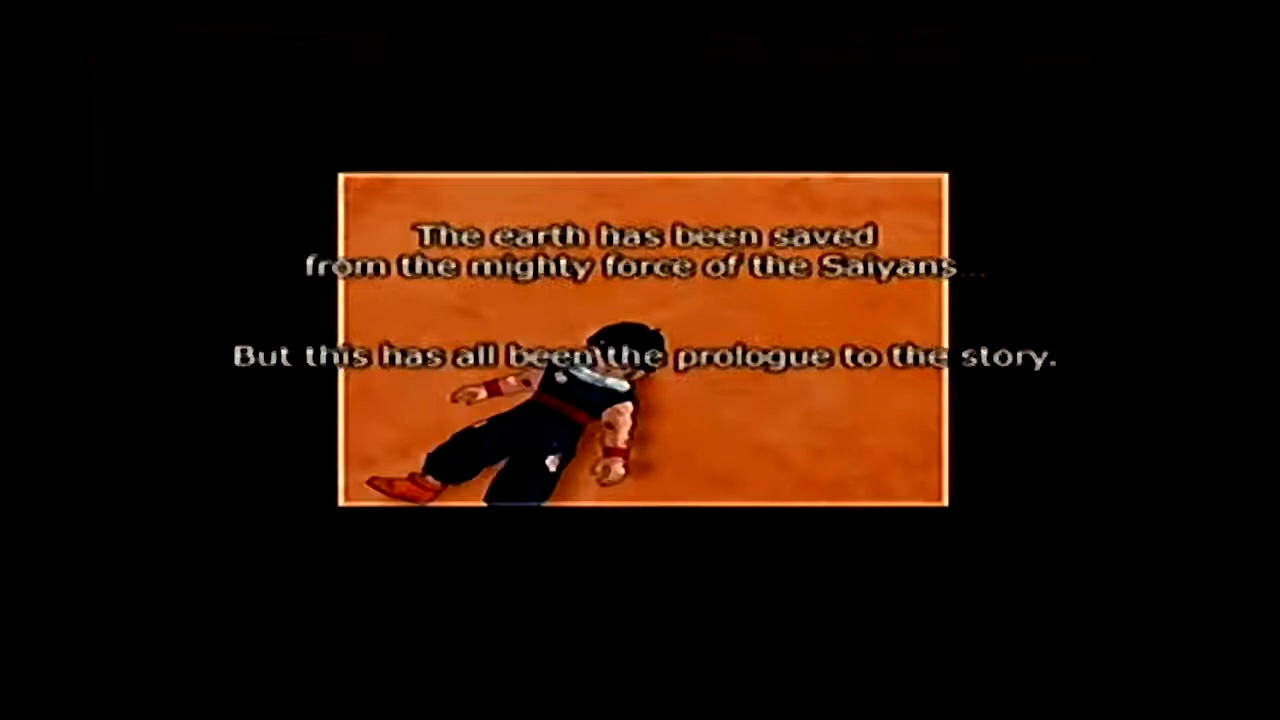 The earth has been saved
from the mighty force of the Saiyans...
But this has all been the prologue to the story.